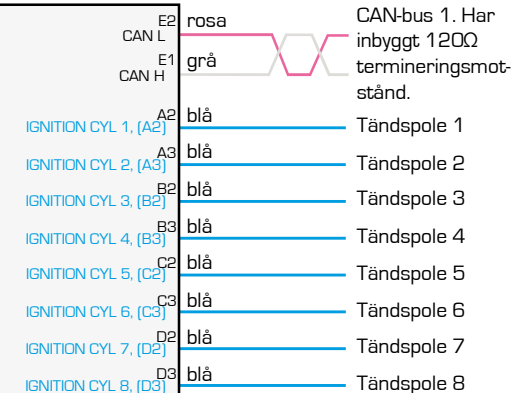 E2 rosa
CAN L
E1 grå
CAN H
CAN-bus 1. Har
inbyggt 120Ω
termineringsmot-
stånd.
A2 blå
IGNITION CYL 1, (A2) Tändspole 1
A3 blå
IGNITION CYL 2, (A3) Tändspole 2
B2 blå
IGNITION CYL 3, (B2) Tändspole 3
B3 blå
IGNITION CYL 4, (B3) Tändspole 4
C2 blå
IGNITION CYL 5, (C2) Tändspole 5
C3 blå
IGNITION CYL 6, (C3) Tändspole 6
D2 blå
IGNITION CYL 7, (D2) Tändspole 7
D3 blå
IGNITION CYL 8, (D3) Tändspole 8